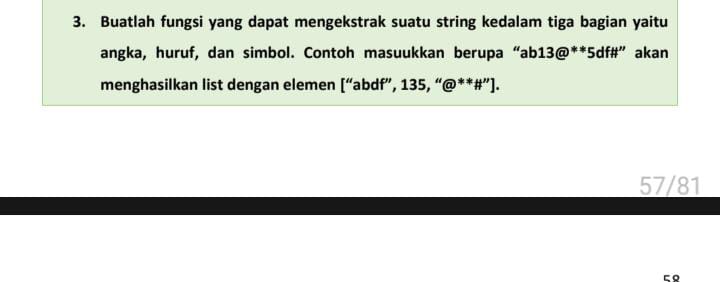 3. Buatlah fungsi yang dapat mengekstrak suatu string kedalam tiga bagian yaitu
angka, huruf, dan simbol. Contoh masuukkan berupa “ab13@**5df#” akan
menghasilkan list dengan elemen [“abdf”, 135, “@**#”].
57/81
58